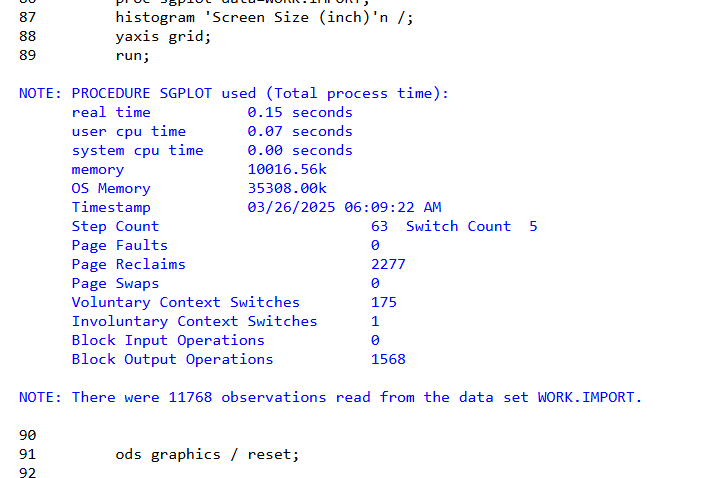 86 proc sgplot data=WORK.IMPORT;
87 histogram 'Screen Size (inch)'n /;
88 yaxis grid;
89 run;
NOTE: PROCEDURE SGPLOT used (Total process time):
real time 0.15 seconds
user cpu time 0.07 seconds
system cpu time 0.00 seconds
memory 10016.56k
OS Memory 35308.00k
Timestamp 03/26/2025 06:09:22 AM
Step Count 63 Switch Count 5
Page Faults 0
Page Reclaims 2277
Page Swaps 0
Voluntary Context Switches 175
Involuntary Context Switches 1
Block Input Operations 0
Block Output Operations 1568
NOTE: There were 11768 observations read from the data set WORK.IMPORT.
90
91 ods graphics / reset;
92